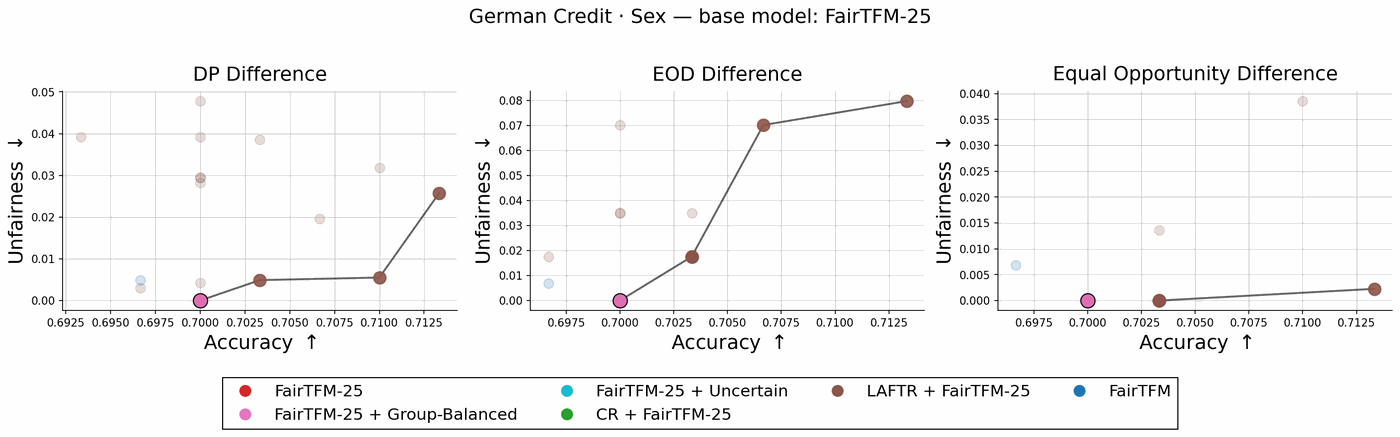 German Credit · Sex — base model: FairTFM-25
DP Difference
Unfairness ↓
0.05
0.04
0.03
0.02
0.01
0.00
0.6925 0.6950 0.6975 0.7000 0.7025 0.7050 0.7075 0.7100 0.7125
Accuracy ↑
EOD Difference
Unfairness ↓
0.08
0.07
0.06
0.05
0.04
0.03
0.02
0.01
0.00
0.6975 0.7000 0.7025 0.7050 0.7075 0.7100 0.7125
Accuracy ↑
Equal Opportunity Difference
Unfairness ↓
0.040
0.035
0.030
0.025
0.020
0.015
0.010
0.005
0.000
0.6975 0.7000 0.7025 0.7050 0.7075 0.7100 0.7125
Accuracy ↑
FairTFM-25 FairTFM-25 + Uncertain LAFTR + FairTFM-25 FairTFM
FairTFM-25 + Group-Balanced CR + FairTFM-25